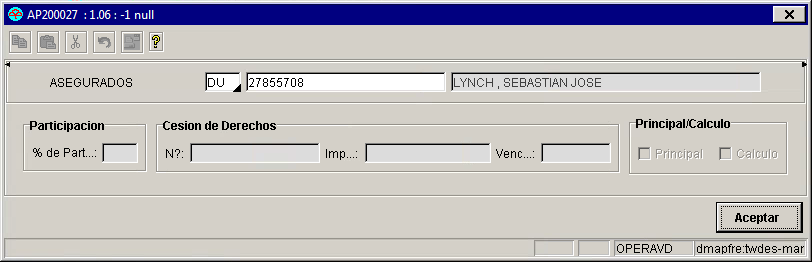 AP200027 : 1.06 : -1 null
ASEGURADOS DU 27855708 LYNCH , SEBASTIAN JOSE
Participacion Cesion de Derechos Principal/Calculo
% de Part...: N?: Imp...: Venc...: Principal Calculo
Aceptar
OPERAVD dmapfre:twdes-mar